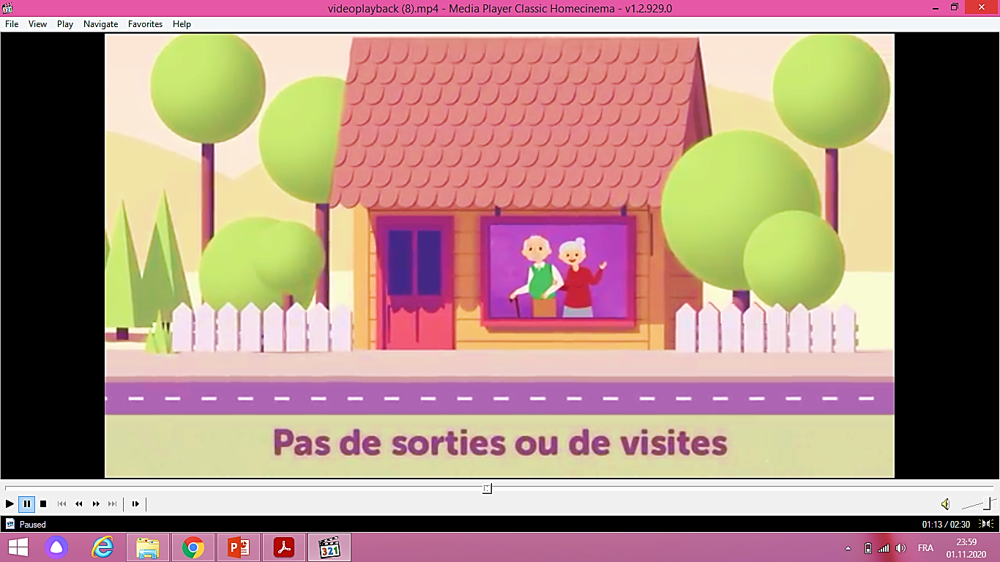 videoplayback (8).mp4 - Media Player Classic Homecinema - v1.2.929.0
File View Play Navigate Favorites Help
Pas de sorties ou de visites
Paused
01:13 / 02:30
321
FRA
23:59
01.11.2020